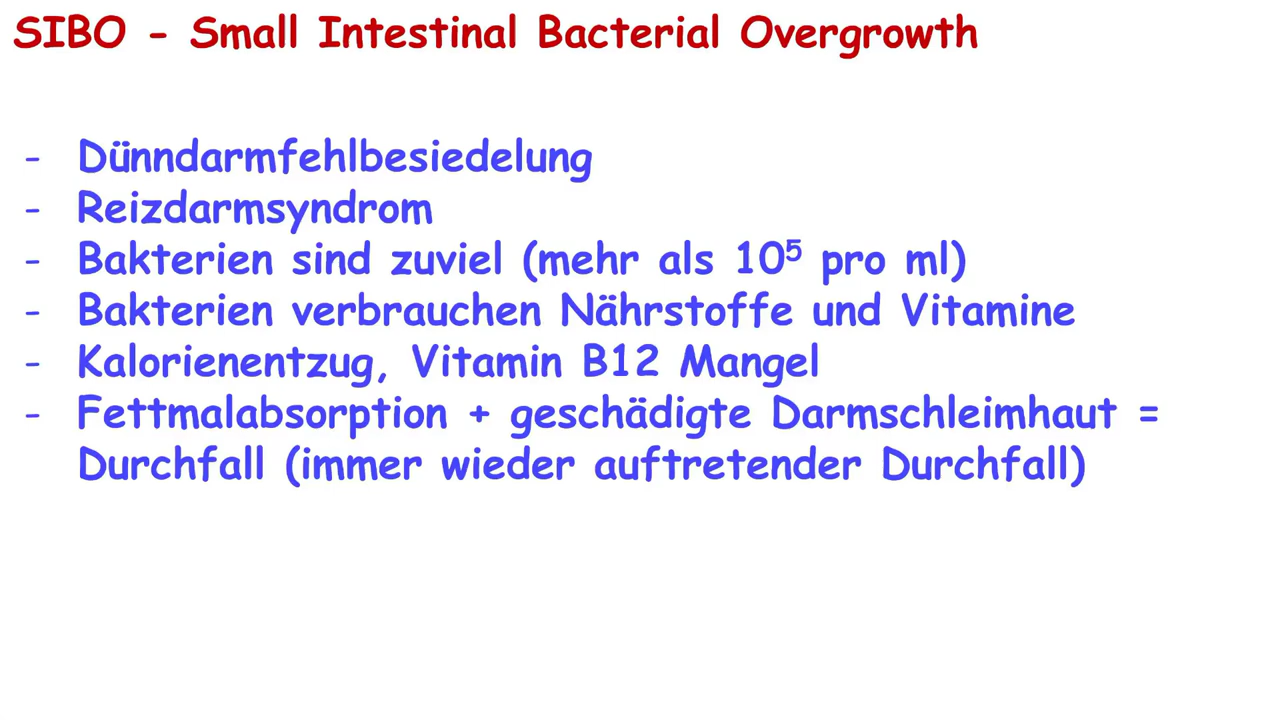 SIBO - Small Intestinal Bacterial Overgrowth
- Dünndarmfehlbesiedelung
- Reizdarmsyndrom
- Bakterien sind zuviel (mehr als 10⁵ pro ml)
- Bakterien verbrauchen Nährstoffe und Vitamine
- Kalorienentzug, Vitamin B12 Mangel
- Fettmalabsorption + geschädigte Darmschleimhaut =
Durchfall (immer wieder auftretender Durchfall)